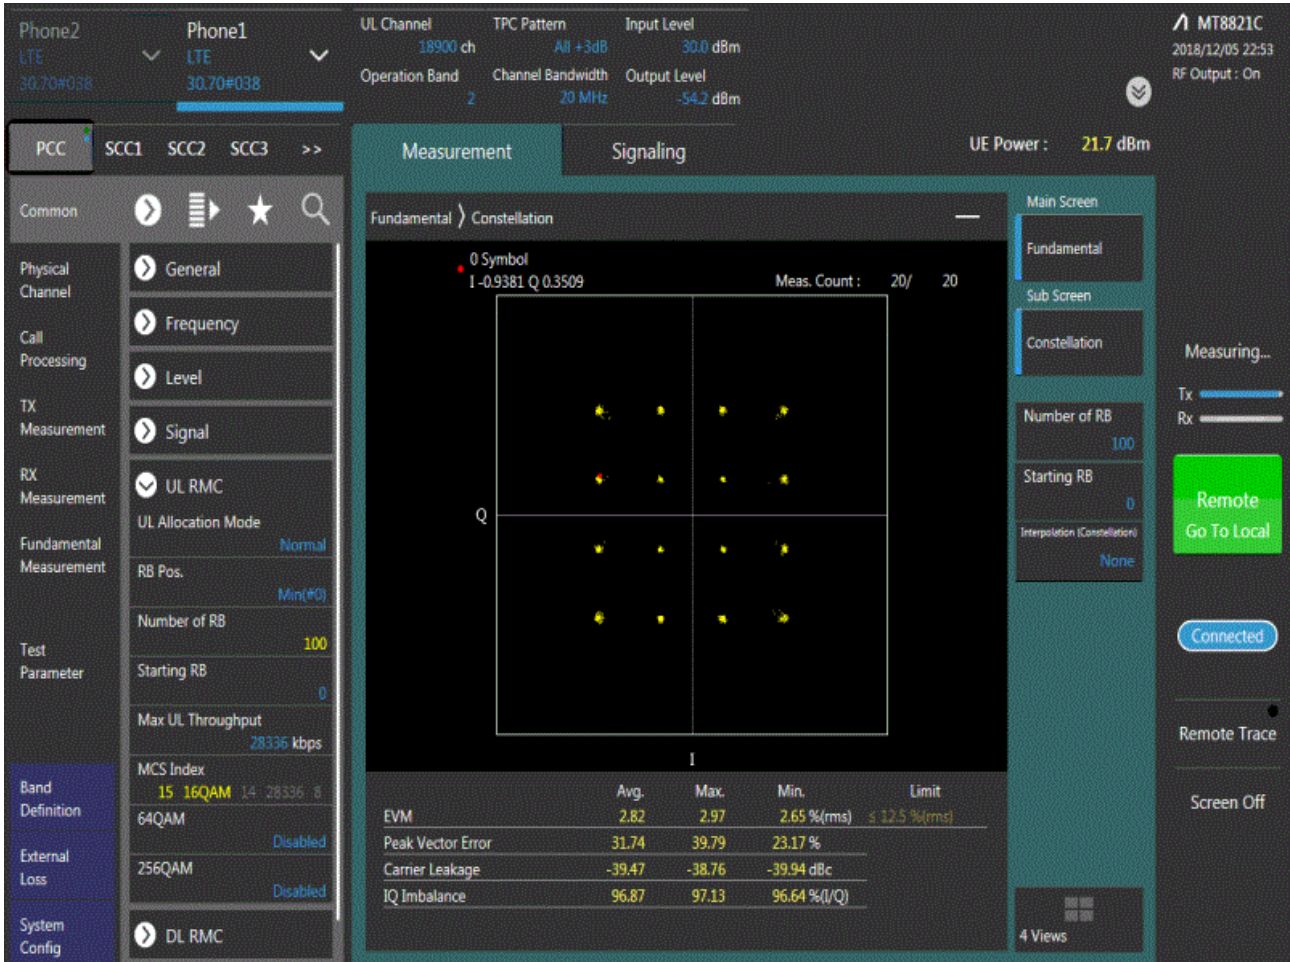 Phone2
LTE
30.70#038
Phone1
LTE
30.70#038
UL Channel
18900 ch
TPC Pattern
All +3dB
Input Level
30.0 dBm
Operation Band
2
Channel Bandwidth
20 MHz
Output Level
-54.2 dBm
MT8821C
2018/12/05 22:53
RF Output : On
PCC SCC1 SCC2 SCC3 >>
Measurement
Signaling
UE Power : 21.7 dBm
Common
Physical
Channel
Call
Processing
TX
Measurement
RX
Measurement
Fundamental
Measurement
Test
Parameter
Band
Definition
External
Loss
System
Config
General
Frequency
Level
Signal
UL RMC
UL Allocation Mode
Normal
RB Pos.
Min(#0)
Number of RB
100
Starting RB
0
Max UL Throughput
28336 kbps
MCS Index
15 16QAM 14 28336 8
64QAM
Disabled
256QAM
Disabled
DL RMC
Fundamental ⟩ Constellation
0 Symbol
I -0.9381 Q 0.3509
Meas. Count : 20/ 20
Q
I
Avg. Max. Min. Limit
EVM 2.82 2.97 2.65 %(rms) ≤ 12.5 %(rms)
Peak Vector Error 31.74 39.79 23.17 %
Carrier Leakage -39.47 -38.76 -39.94 dBc
IQ Imbalance 96.87 97.13 96.64 %(I/Q)
Main Screen
Fundamental
Sub Screen
Constellation
Number of RB
100
Starting RB
0
Interpolation (Constellation)
None
4 Views
Measuring...
Tx
Rx
Remote
Go To Local
Connected
Remote Trace
Screen Off